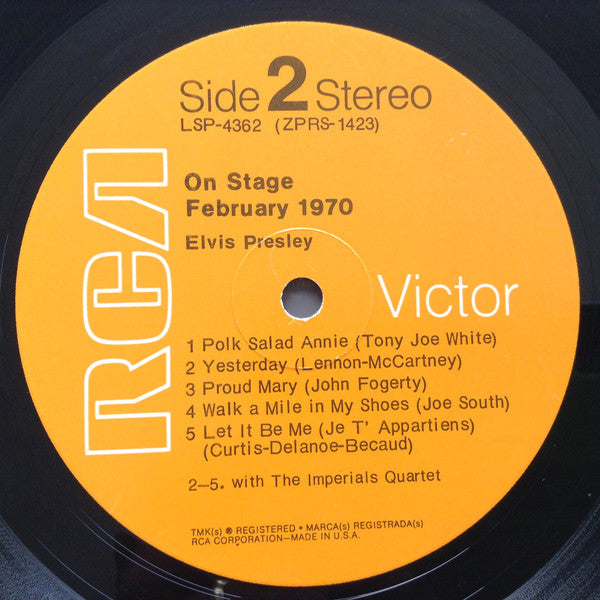 Side 2 Stereo
LSP-4362 (ZPRS-1423)
On Stage
February 1970
Elvis Presley
RCA
Victor
1 Polk Salad Annie (Tony Joe White)
2 Yesterday (Lennon-McCartney)
3 Proud Mary (John Fogerty)
4 Walk a Mile in My Shoes (Joe South)
5 Let It Be Me (Je T' Appartiens)
(Curtis-Delanoe-Becaud)
2–5. with The Imperials Quartet
TMK(s) ® REGISTERED • MARCA(s) REGISTRADA(s)
RCA CORPORATION—MADE IN U.S.A.